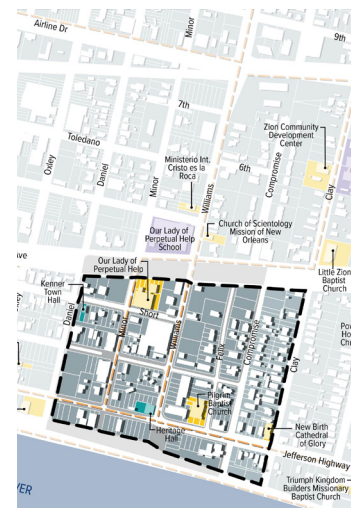 Airline Dr
Minor
9th
7th
Toledano
Zion Community
Development
Center
Oxley
Daniel
Minor
Ministerio Int.
Cristo es la
Roca
Williams
6th
Compromise
Clay
Our Lady of
Perpetual Help
School
Church of Scientology
Mission of New
Orleans
Our Lady of
Perpetual Help
Little Zion
Baptist
Church
Kenner
Town
Hall
Daniel
Short
Minor
Williams
Compromise
Clay
Pilgrim
Baptist
Church
Heritage
Hall
New Birth
Cathedral
of Glory
Jefferson Highway
Triumph Kingdom
Builders Missionary
Baptist Church